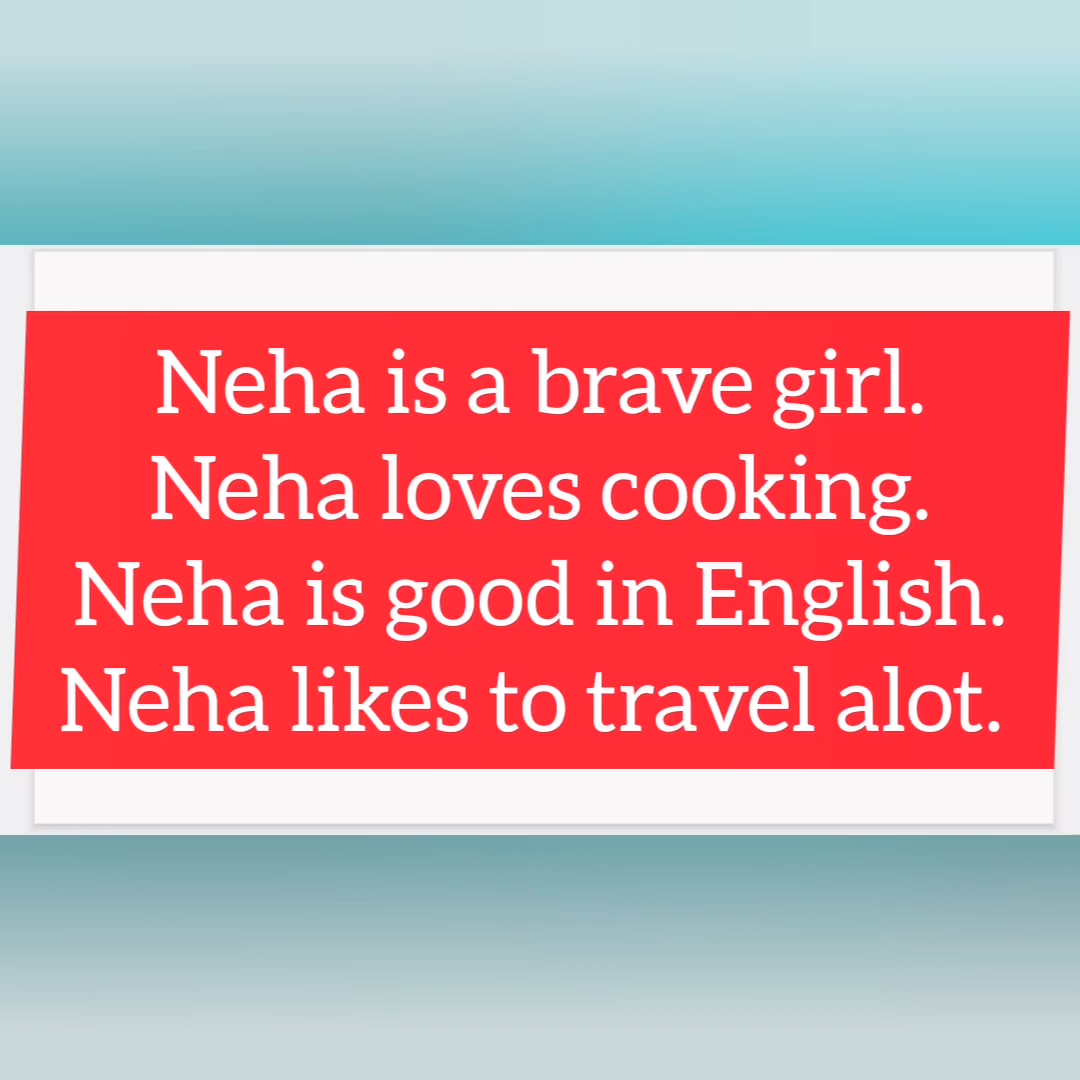 Neha is a brave girl.
Neha loves cooking.
Neha is good in English.
Neha likes to travel alot.